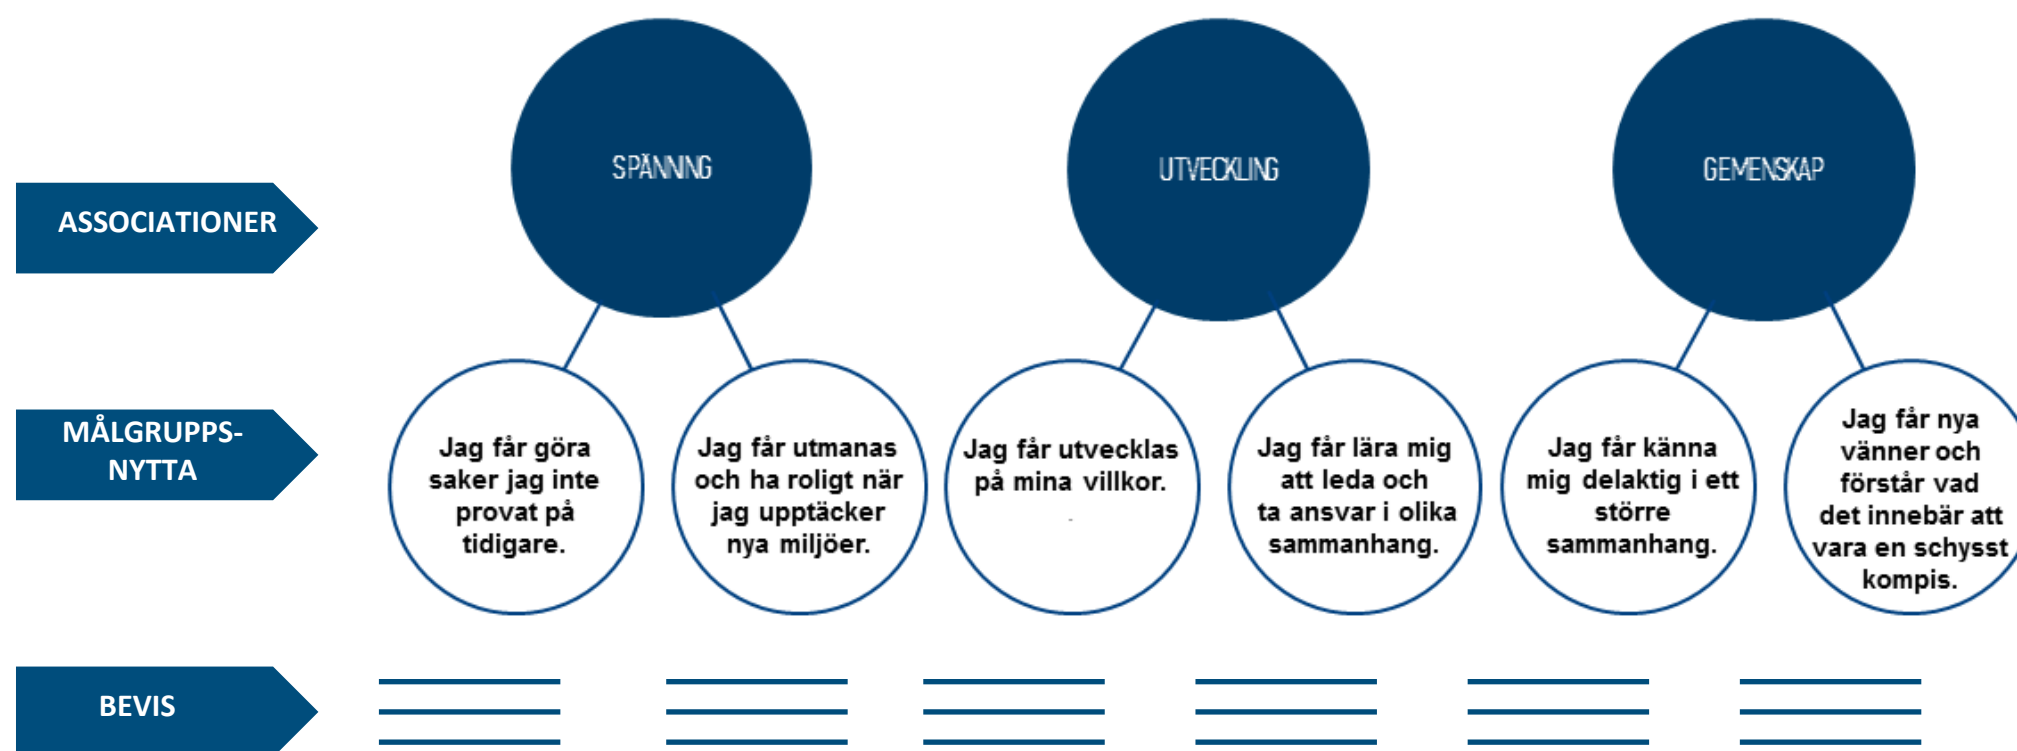 SPÄNNING
UTVECKLING
GEMENSKAP
ASSOCIATIONER
MÅLGRUPPS-
NYTTA
Jag får göra
saker jag inte
provat på
tidigare.
Jag får utmanas
och ha roligt när
jag upptäcker
nya miljöer.
Jag får utvecklas
på mina villkor.
.
Jag får lära mig
att leda och
ta ansvar i olika
sammanhang.
Jag får känna
mig delaktig i ett
större
sammanhang.
Jag får nya
vänner och
förstår vad
det innebär att
vara en schysst
kompis.
BEVIS